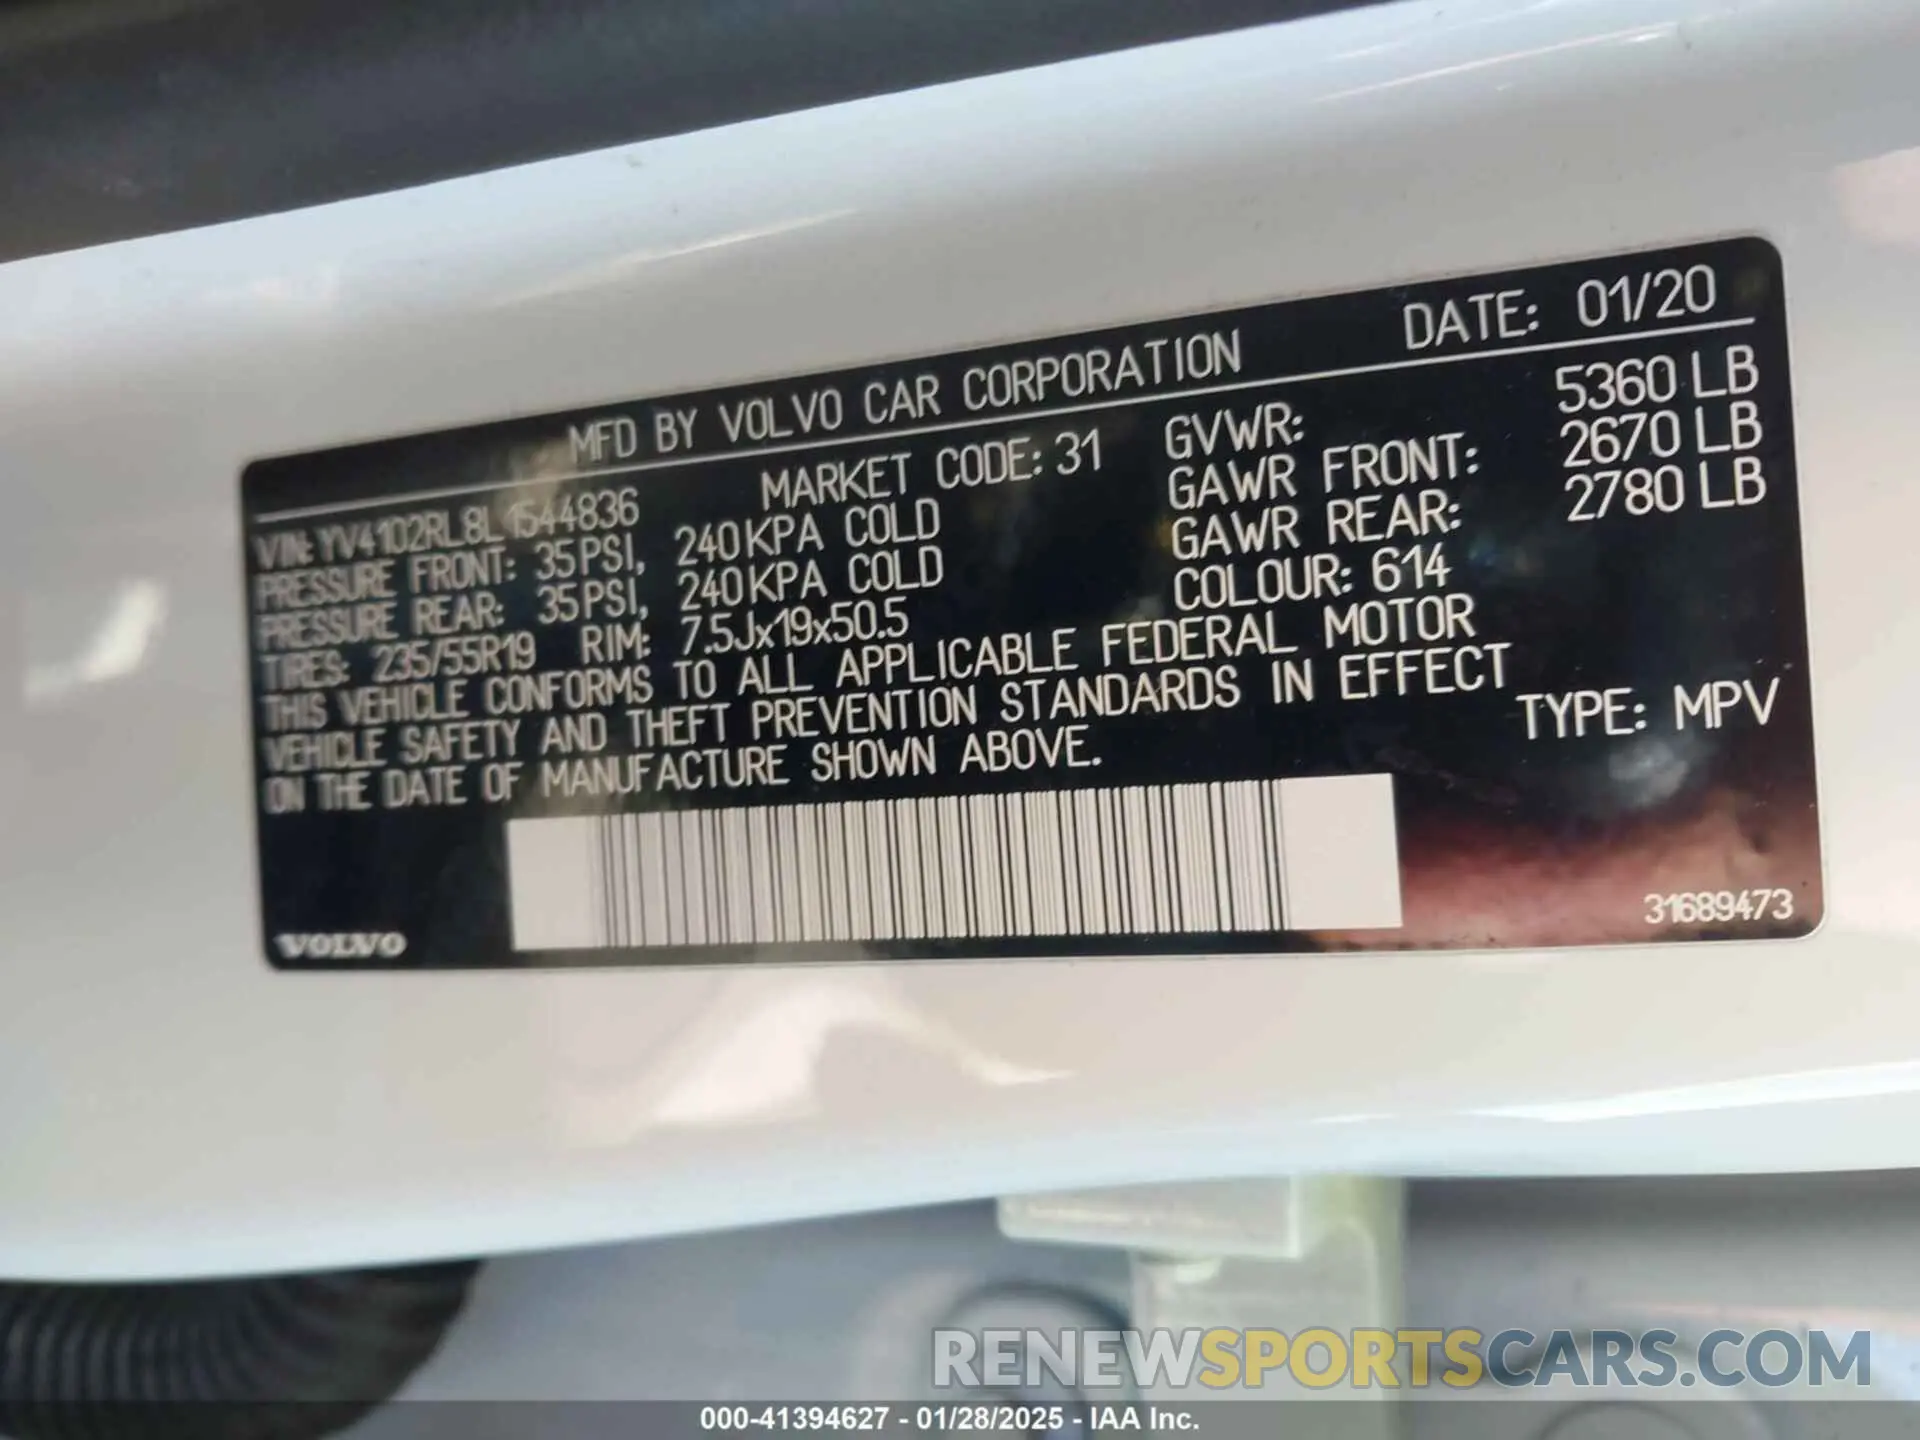 MFD BY VOLVO CAR CORPORATION DATE: 01/20
VIN: YV4102RL8L1544836 MARKET CODE: 31 GVWR: 5360 LB
PRESSURE FRONT: 35PSI, 240KPA COLD GAWR FRONT: 2670 LB
PRESSURE REAR: 35PSI, 240KPA COLD GAWR REAR: 2780 LB
TIRES: 235/55R19 RIM: 7.5Jx19x50.5 COLOUR: 614
THIS VEHICLE CONFORMS TO ALL APPLICABLE FEDERAL MOTOR
VEHICLE SAFETY AND THEFT PREVENTION STANDARDS IN EFFECT
ON THE DATE OF MANUFACTURE SHOWN ABOVE. TYPE: MPV
31689473
VOLVO
RENEWSPORTSCARS.COM
000-41394627 - 01/28/2025 - IAA Inc.